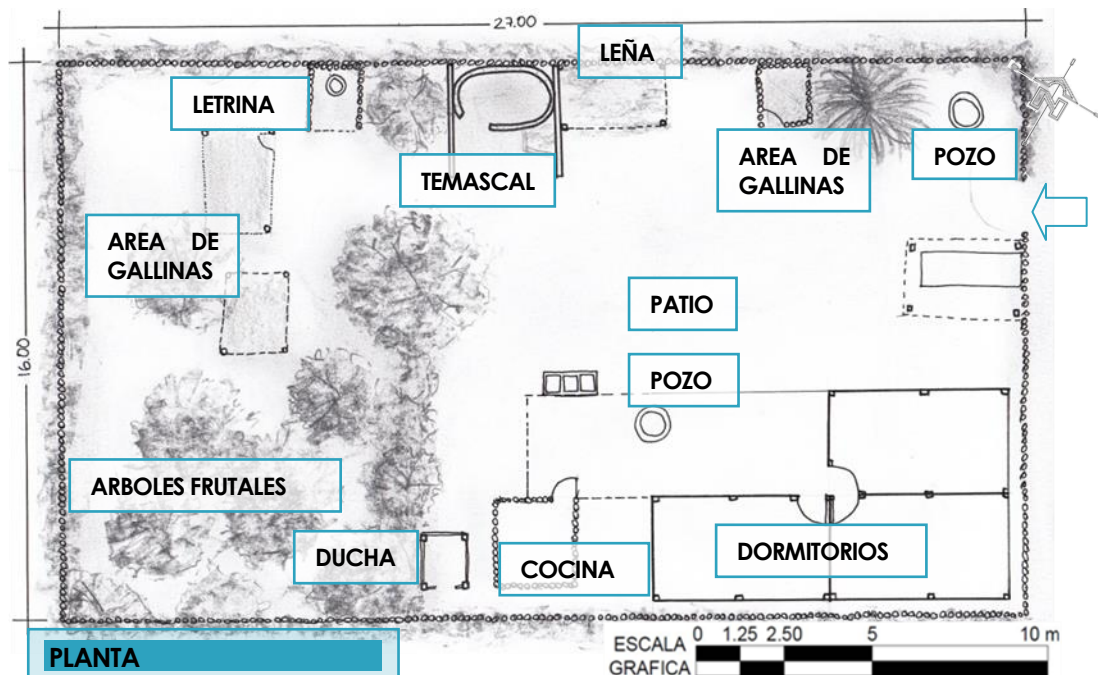 27.00
LEÑA
LETRINA
TEMASCAL
AREA DE
GALLINAS
POZO
AREA DE
GALLINAS
PATIO
16.00
POZO
ARBOLES FRUTALES
DUCHA
COCINA
DORMITORIOS
PLANTA
ESCALA
GRAFICA
0 1.25 2.50 5 10 m